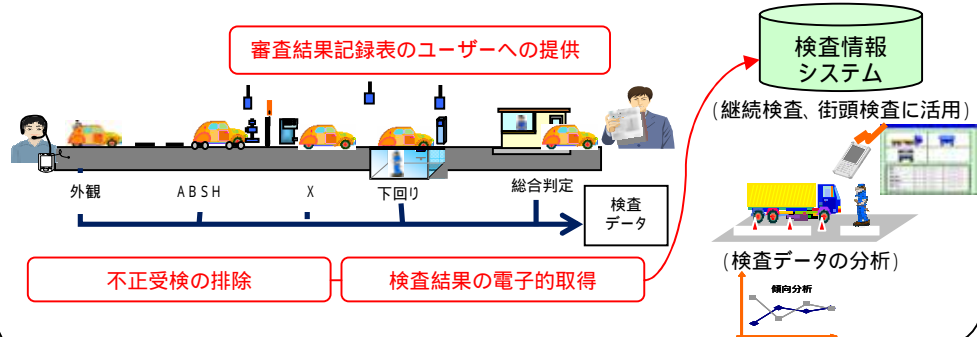 審査結果記録表のユーザーへの提供
検査情報
システム
(継続検査、街頭検査に活用)
外観
ABSH
X
下回り
総合判定
検査
データ
不正受検の排除
検査結果の電子的取得
(検査データの分析)
傾向分析